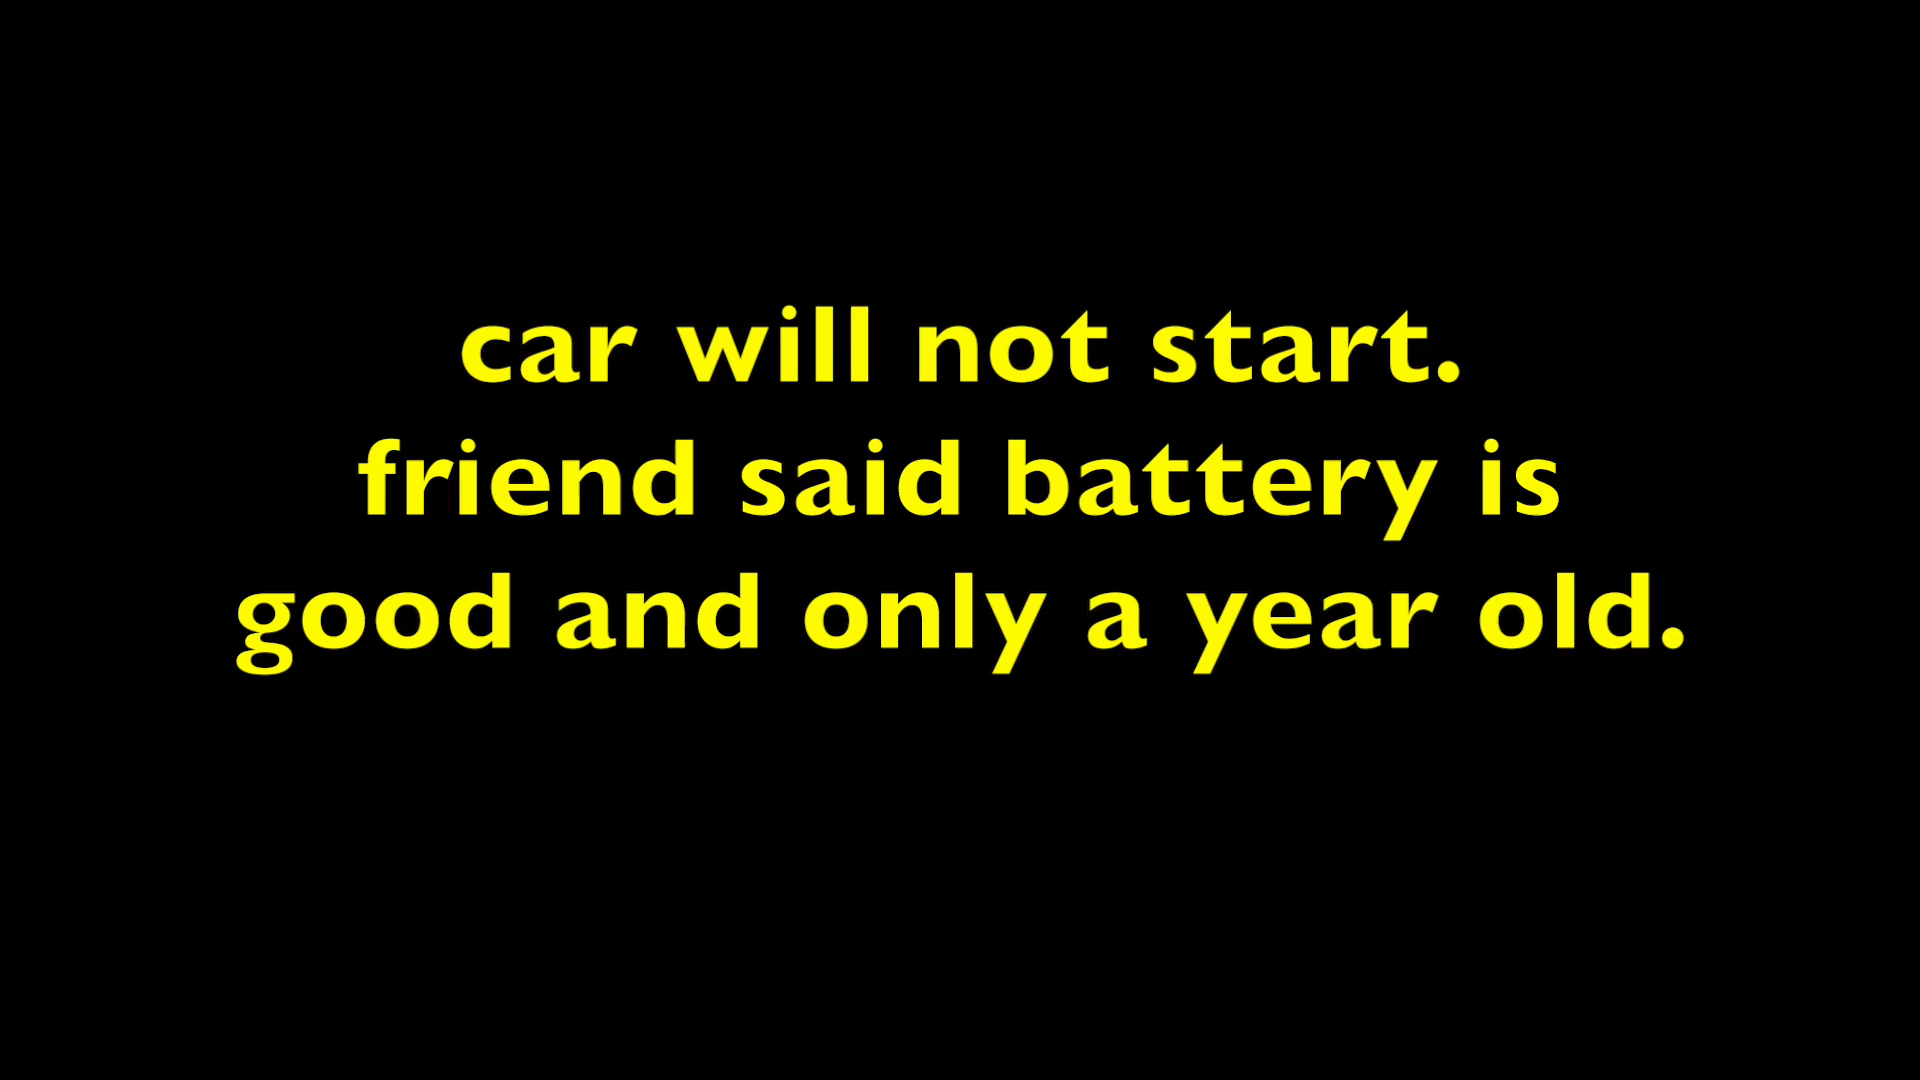 car will not start.
friend said battery is
good and only a year old.